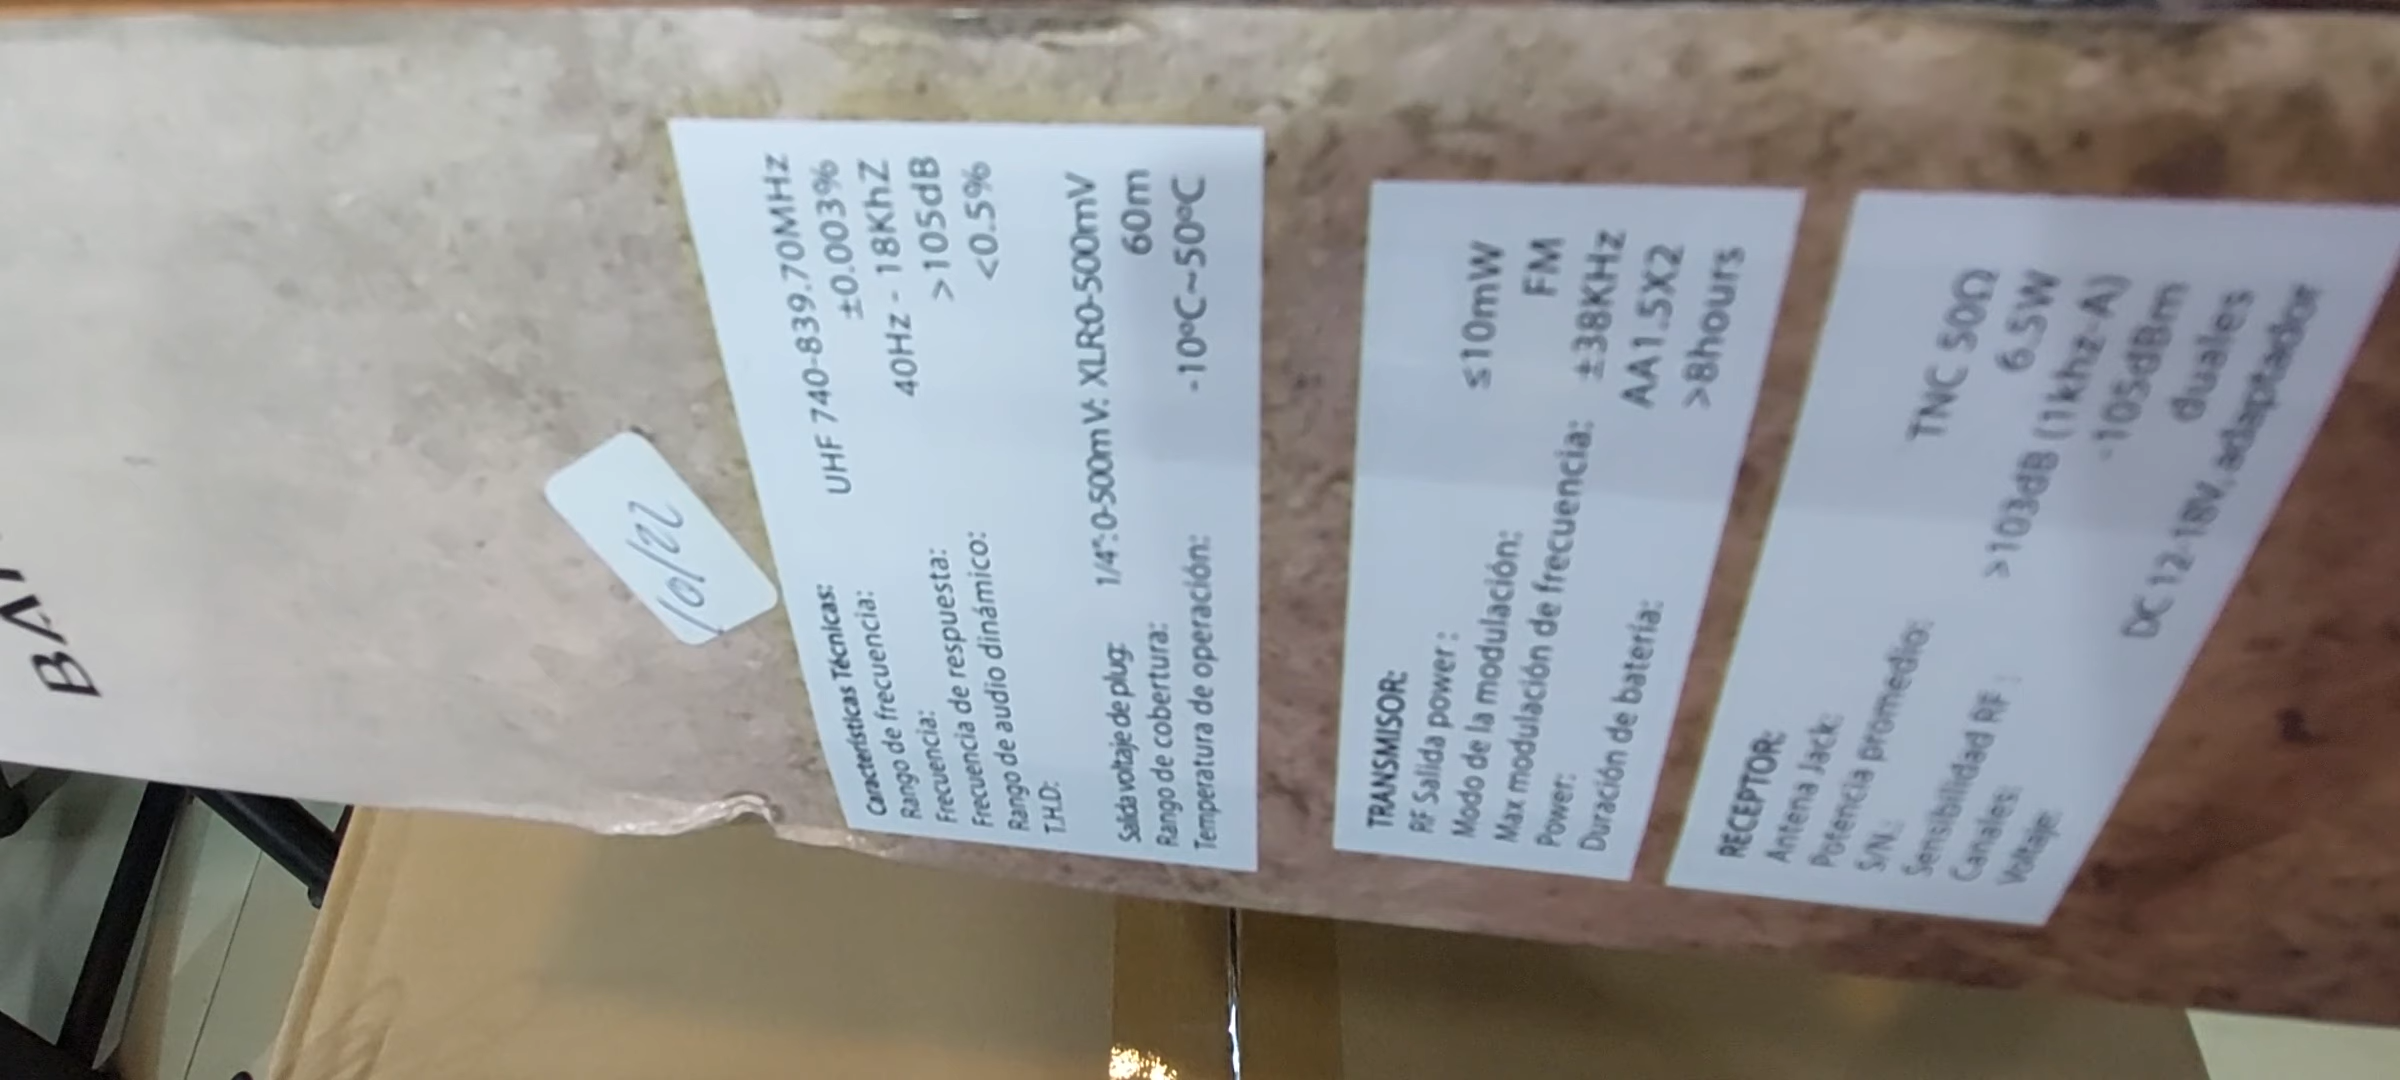 BA
10/22
Características Técnicas:
Rango de frecuencia: UHF 740-839.70MHz
Frecuencia: ±0.003%
Frecuencia de respuesta: 40Hz - 18KhZ
Rango de audio dinámico: >105dB
T.H.D: <0.5%
Salida voltaje de plug: 1/4": 0-500mV: XLR0-500mV
Rango de cobertura: 60m
Temperatura de operación: -10ºC~50ºC
TRANSMISOR:
RF Salida power : ≤10mW
Modo de la modulación: FM
Max modulación de frecuencia: ±38KHz
Power: AA1.5X2
Duración de batería: >8hours
RECEPTOR:
Antena Jack: TNC 50Ω
Potencia promedio: 6.5W
S/N.: >103dB (1khz-A)
Sensibilidad RF : -105dBm
Canales: duales
Voltaje: DC 12-18V, adaptador